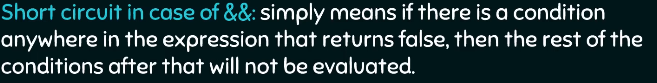 Short circuit in case of &&: simply means if there is a condition
anywhere in the expression that returns false, then the rest of the
conditions after that will not be evaluated.